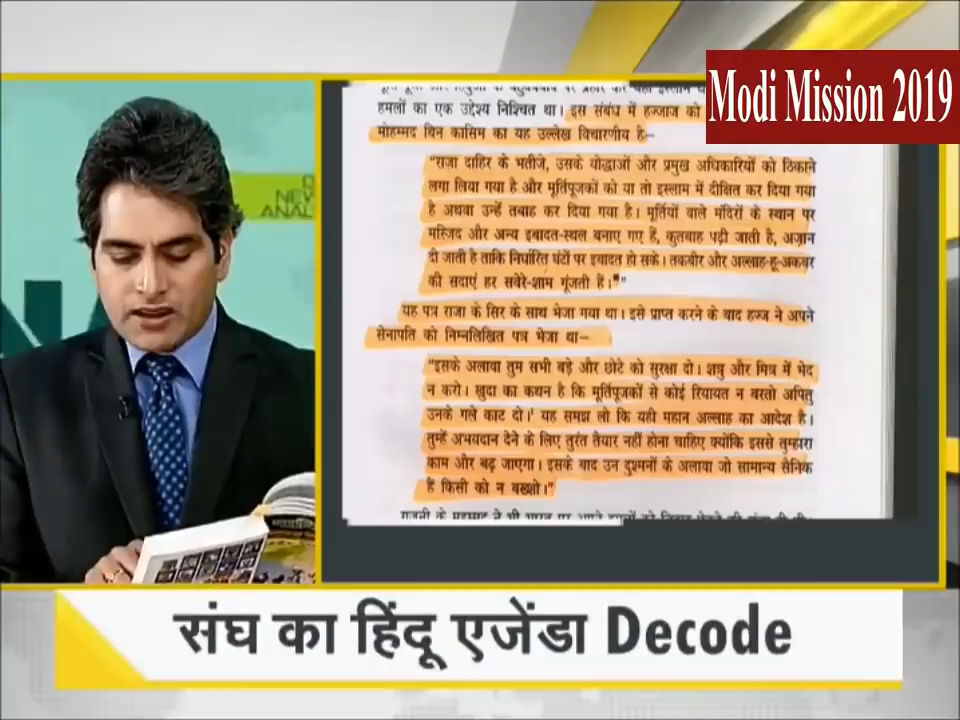 हमलों का एक उद्देश्य निश्चित था। इस संबंध में हज्जाज को
मोहम्मद बिन कासिम का यह उल्लेख विचारणीय है:–
"राजा दाहिर के भतीजे, उसके योद्धाओं और प्रमुख अधिकारियों को ठिकाने
लगा लिया गया है और मूर्तिपूजकों को या तो इस्लाम में दीक्षित कर दिया गया
है अथवा उन्हें तबाह कर दिया गया है। मूर्तियों वाले मंदिरों के स्थान पर
मस्जिद और अन्य इबादत-स्थल बनाए गए हैं, कुतबाह पढ़ी जाती है, अज़ान
दी जाती है ताकि निर्धारित घंटों पर इबादत हो सके। तकबीर और अल्लाह-हू-अकबर
की सदाएं हर सवेरे-शाम गूंजती हैं।"
यह पत्र राजा के सिर के साथ भेजा गया था। इसे प्राप्त करने के बाद हज्ज ने अपने
सेनापति को निम्नलिखित पत्र भेजा था–
"इसके अलावा तुम सभी बड़े और छोटे को सुरक्षा दो। शत्रु और मित्र में भेद
न करो। खुदा का कथन है कि मूर्तिपूजकों से कोई रियायत न बरतो अपितु
उनके गले काट दो।' यह समझ लो कि यही महान अल्लाह का आदेश है।
तुम्हें अभयदान देने के लिए तुरंत तैयार नहीं होना चाहिए क्योंकि इससे तुम्हारा
काम और बढ़ जाएगा। इसके बाद उन दुश्मनों के अलावा जो सामान्य सैनिक
हैं किसी को न बख्शो।"
Modi Mission 2019
संघ का हिंदू एजेंडा Decode